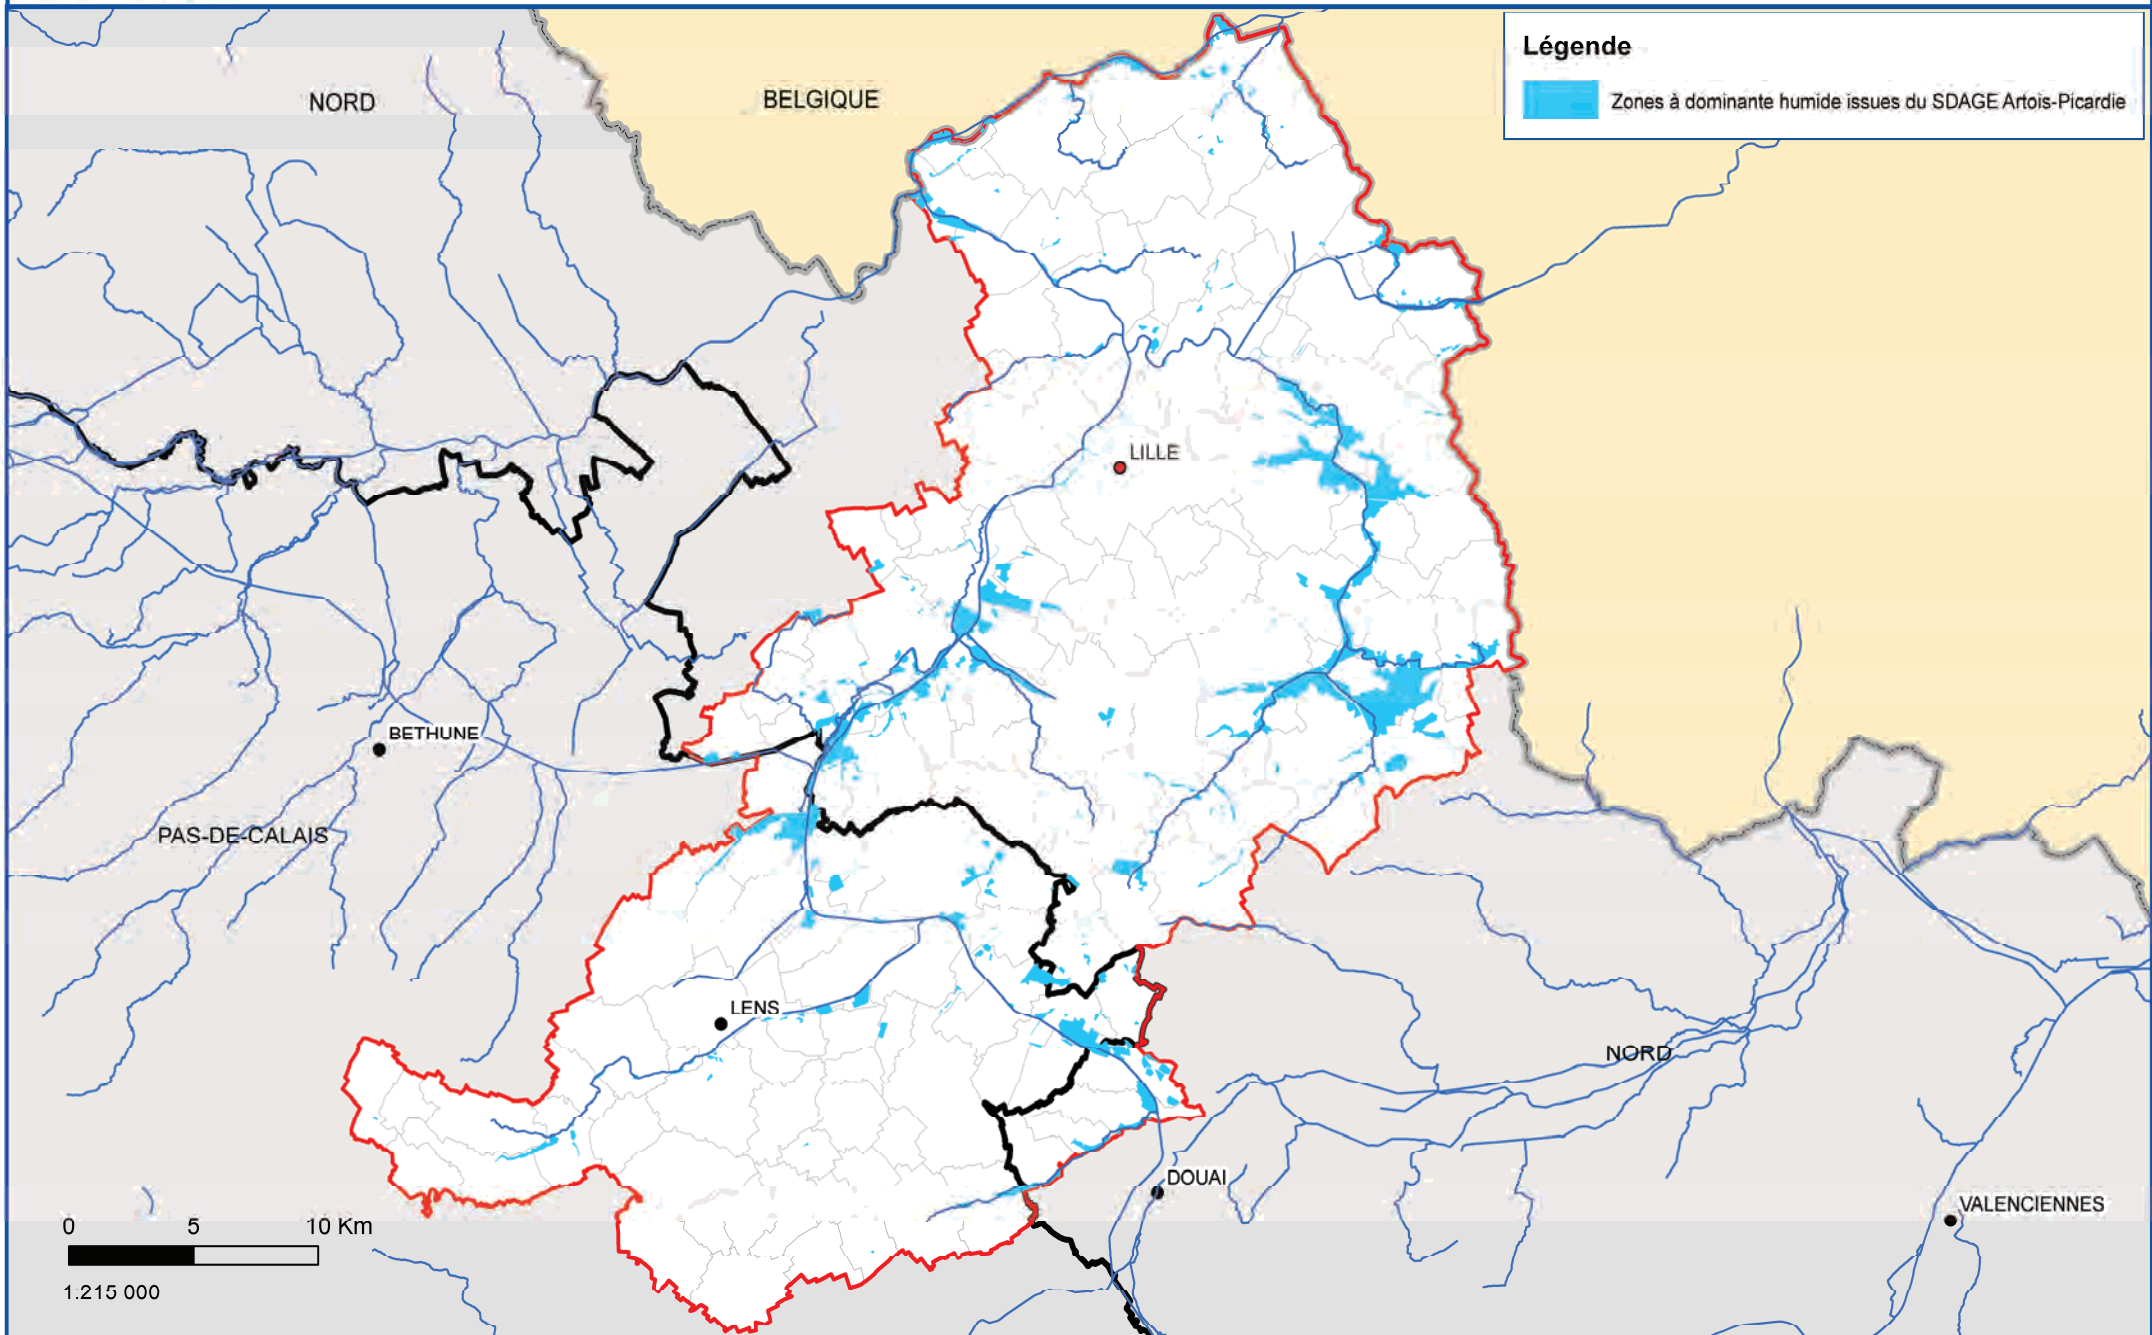 Légende
Zones à dominante humide issues du SDAGE Artois-Picardie
NORD
BELGIQUE
LILLE
BETHUNE
PAS-DE-CALAIS
LENS
NORD
DOUAI
VALENCIENNES
0 5 10 Km
1:215 000